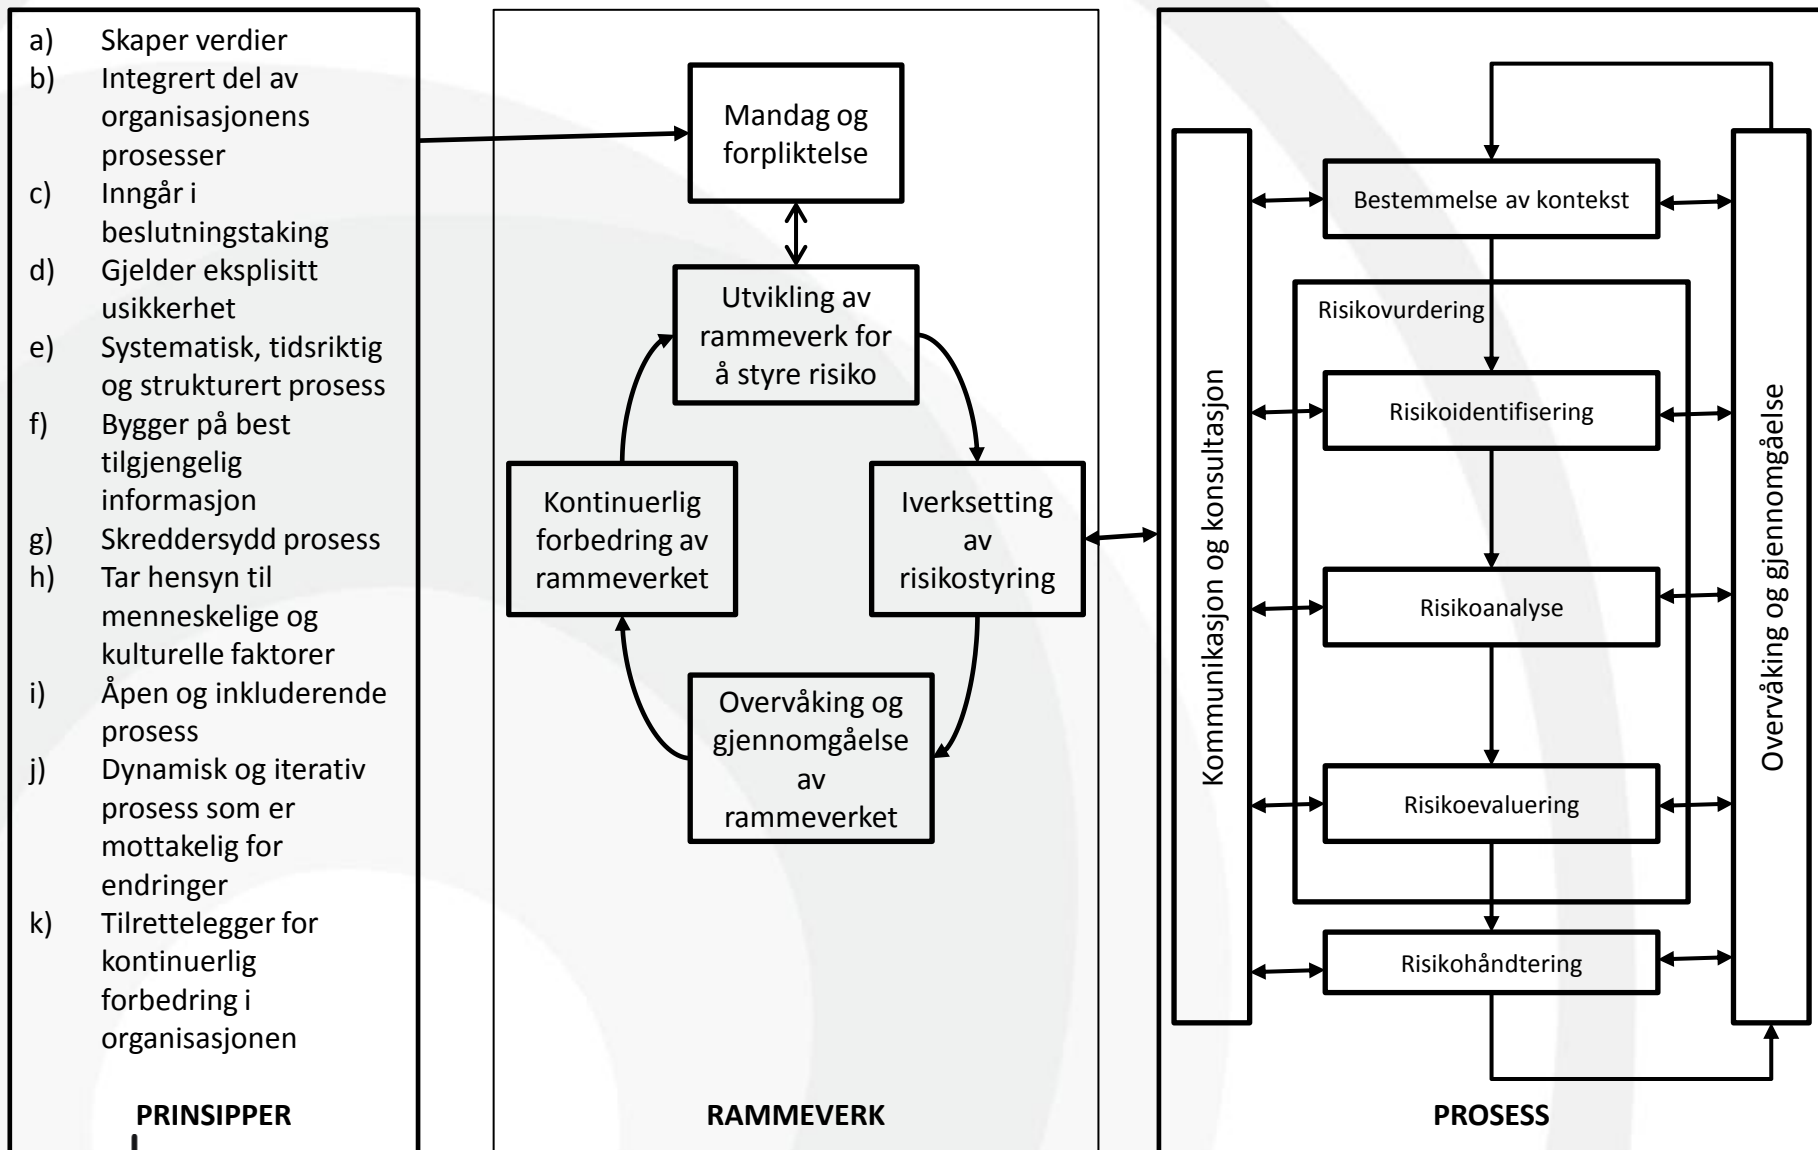 a) Skaper verdier
b) Integrert del av
organisasjonens
prosesser
c) Inngår i
beslutningstaking
d) Gjelder eksplisitt
usikkerhet
e) Systematisk, tidsriktig
og strukturert prosess
f) Bygger på best
tilgjengelig
informasjon
g) Skreddersydd prosess
h) Tar hensyn til
menneskelige og
kulturelle faktorer
i) Åpen og inkluderende
prosess
j) Dynamisk og iterativ
prosess som er
mottakelig for
endringer
k) Tilrettelegger for
kontinuerlig
forbedring i
organisasjonen
PRINSIPPER
Mandag og
forpliktelse
Utvikling av
rammeverk for
å styre risiko
Kontinuerlig
forbedring av
rammeverket
Iverksetting
av
risikostyring
Overvåking og
gjennomgåelse
av
rammeverket
RAMMEVERK
Kommunikasjon og konsultasjon
Bestemmelse av kontekst
Risikovurdering
Risikoidentifisering
Risikoanalyse
Risikoevaluering
Risikohåndtering
Overvåking og gjennomgåelse
PROSESS